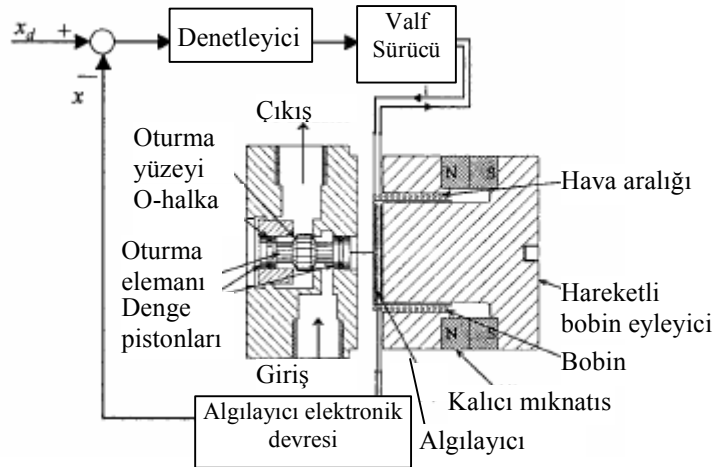 x_d
+
−
x
Denetleyici
Valf
Sürücü
i
Çıkış
Oturma
yüzeyi
O-halka
Oturma
elemanı
Denge
pistonları
Giriş
N S
Hava aralığı
Hareketli
bobin eyleyici
N S
Bobin
Kalıcı mıknatıs
Algılayıcı
Algılayıcı elektronik
devresi